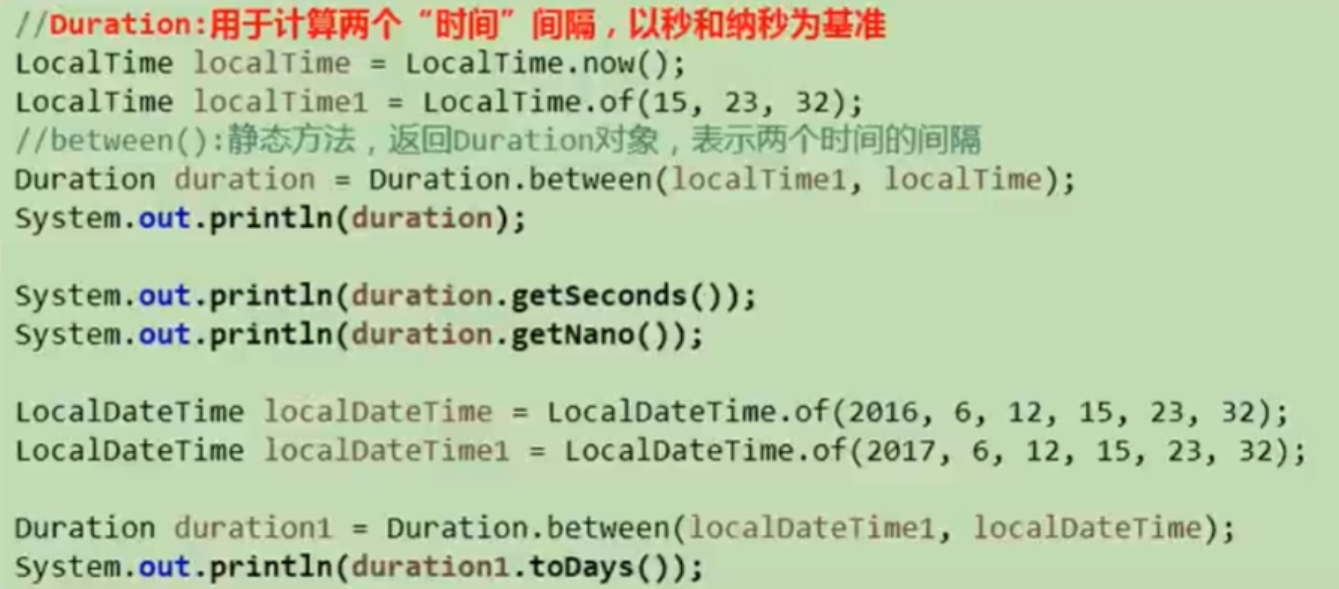 //Duration:用于计算两个“时间”间隔，以秒和纳秒为基准
LocalTime localTime = LocalTime.now();
LocalTime localTime1 = LocalTime.of(15, 23, 32);
//between():静态方法，返回Duration对象，表示两个时间的间隔
Duration duration = Duration.between(localTime1, localTime);
System.out.println(duration);
System.out.println(duration.getSeconds());
System.out.println(duration.getNano());
LocalDateTime localDateTime = LocalDateTime.of(2016, 6, 12, 15, 23, 32);
LocalDateTime localDateTime1 = LocalDateTime.of(2017, 6, 12, 15, 23, 32);
Duration duration1 = Duration.between(localDateTime1, localDateTime);
System.out.println(duration1.toDays());